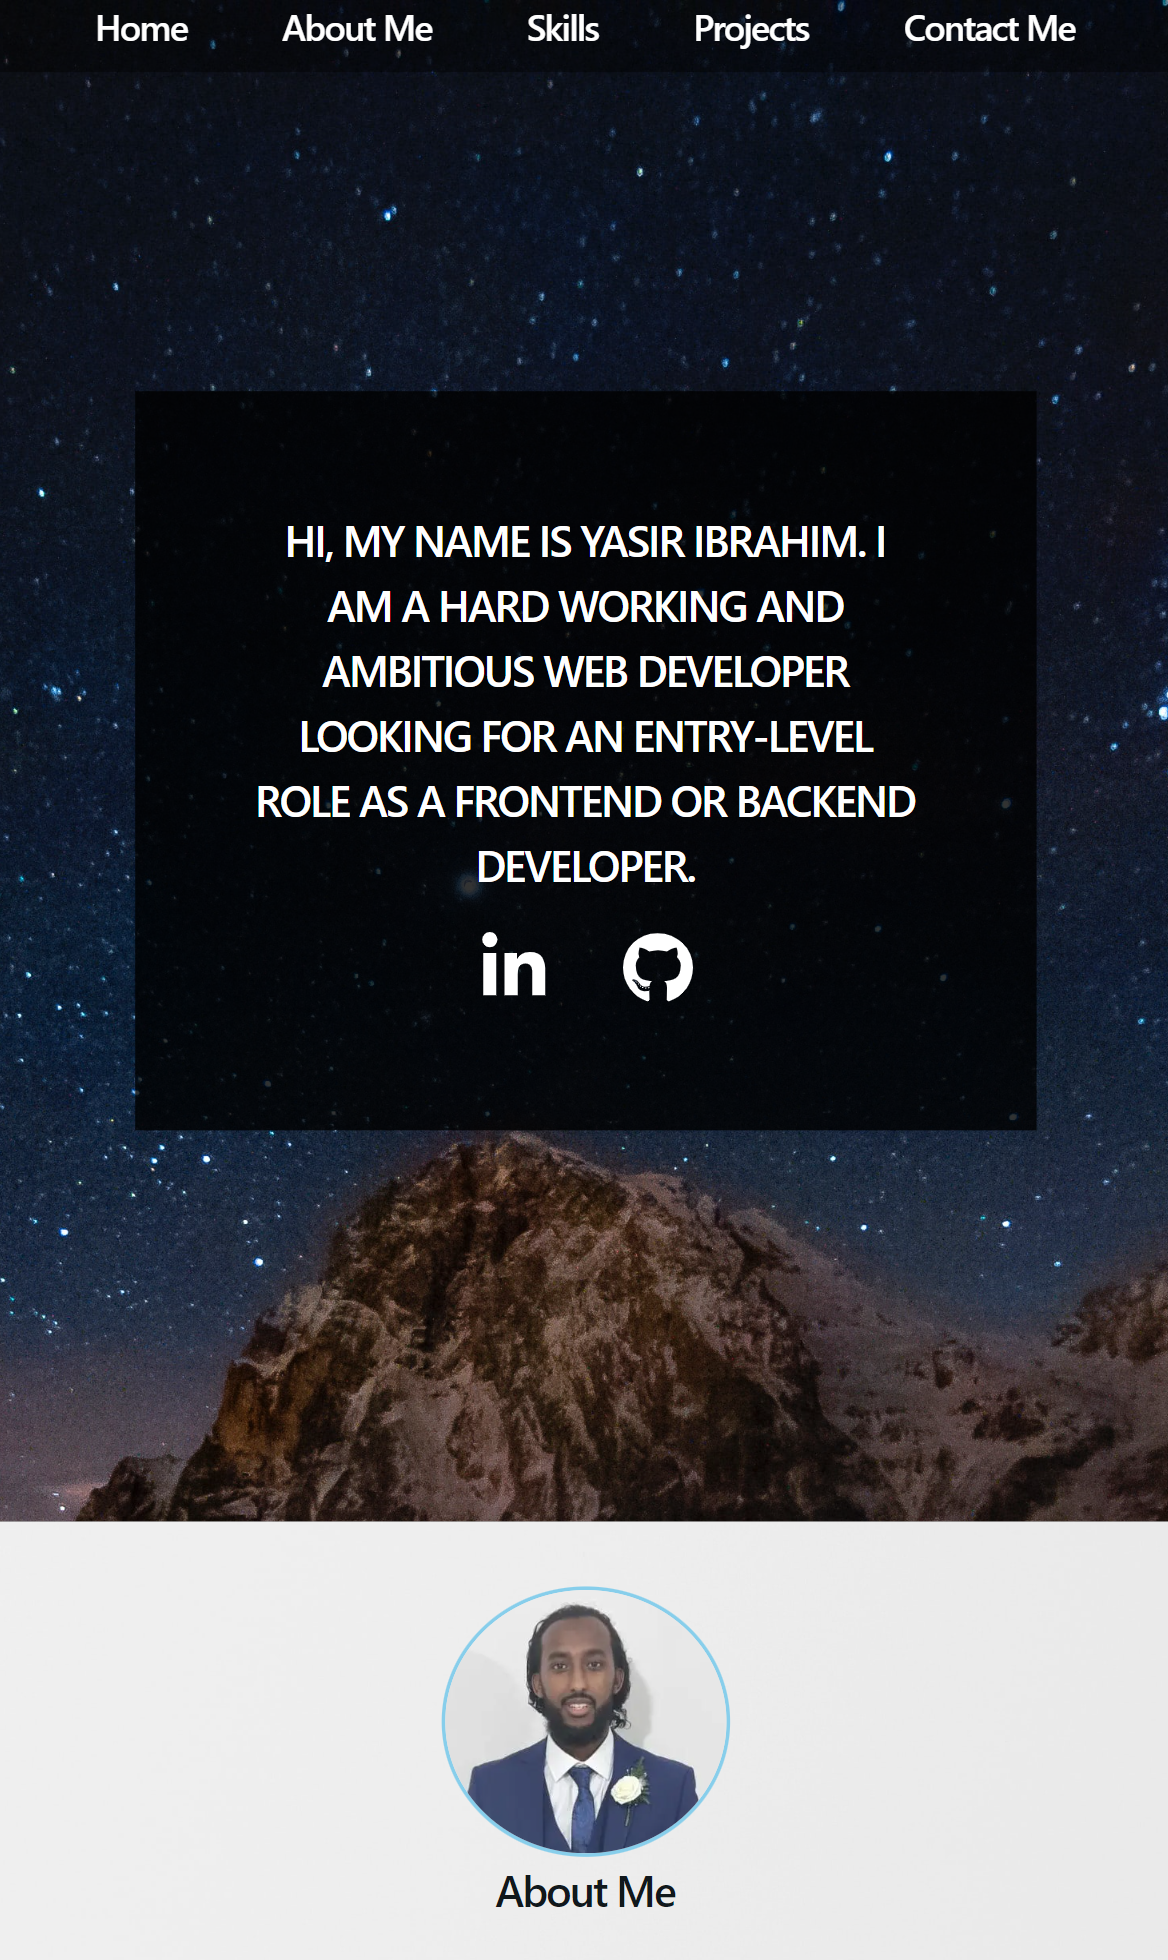 Home About Me Skills Projects Contact Me
HI, MY NAME IS YASIR IBRAHIM. I
AM A HARD WORKING AND
AMBITIOUS WEB DEVELOPER
LOOKING FOR AN ENTRY-LEVEL
ROLE AS A FRONTEND OR BACKEND
DEVELOPER.
in
About Me